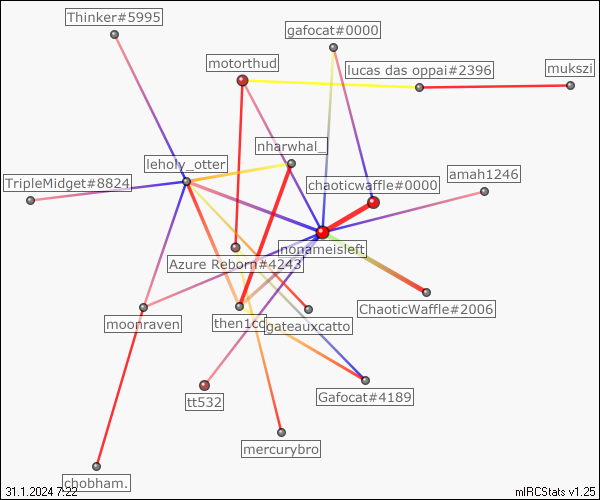 Thinker#5995
gafocat#0000
motorthud
lucas das oppai#2396
mukszi
nharwhal_
leholy_otter
amah1246
TripleMidget#8824
chaoticwaffle#0000
nonameisleft
Azure Reborn#4243
ChaoticWaffle#2006
moonraven
then1cd
gateauxcatto
Gafocat#4189
tt532
mercurybro
chobham.
31.1.2024 7:22
mIRCStats v1.25